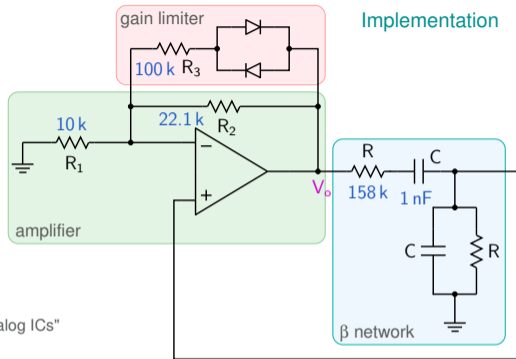 gain limiter
Implementation
100 k R3
10 k
22.1 k
R2
R1
−
+
Vo
amplifier
R
C
158 k
1 nF
C
R
β network
alog ICs"